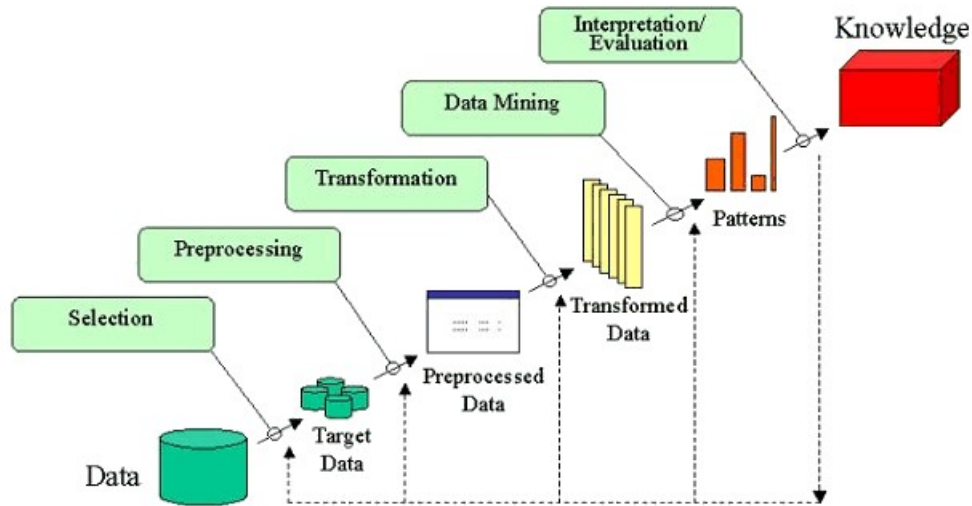 Interpretation/
Evaluation
Knowledge
Data Mining
Transformation
Patterns
Preprocessing
Transformed
Data
Selection
Preprocessed
Data
Target
Data
Data